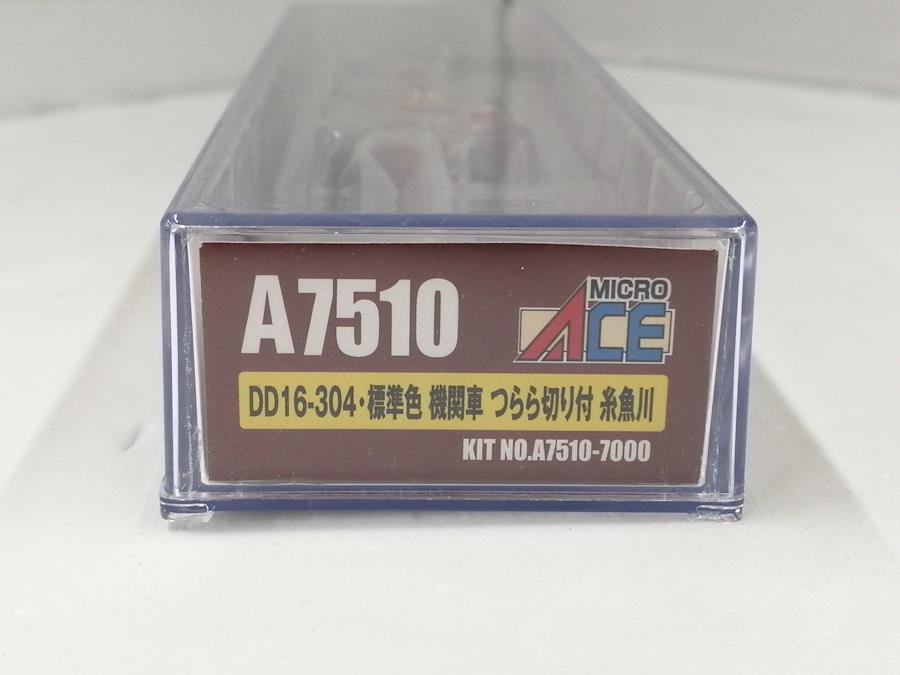 A7510
MICRO
ACE
DD16-304・標準色 機関車 つらら切り付 糸魚川
KIT NO.A7510-7000